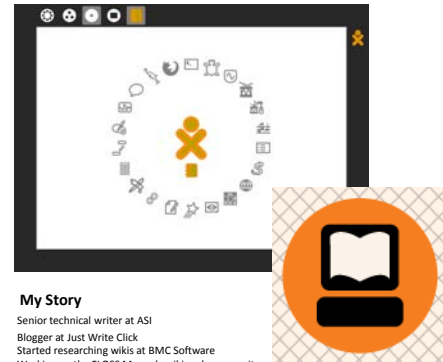 My Story
Senior technical writer at ASI
Blogger at Just Write Click
Started researching wikis at BMC Software